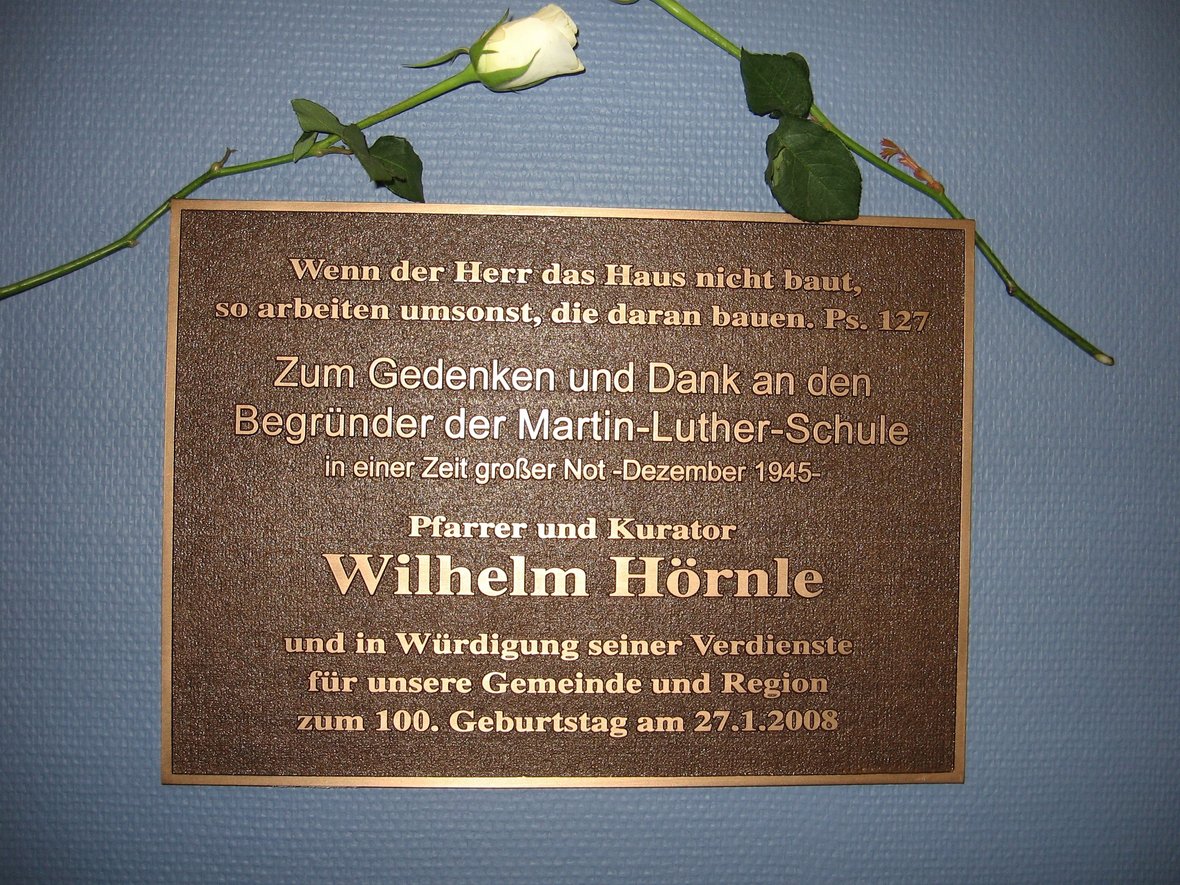 Wenn der Herr das Haus nicht baut,
so arbeiten umsonst, die daran bauen. Ps. 127
Zum Gedenken und Dank an den
Begründer der Martin-Luther-Schule
in einer Zeit großer Not -Dezember 1945-
Pfarrer und Kurator
Wilhelm Hörnle
und in Würdigung seiner Verdienste
für unsere Gemeinde und Region
zum 100. Geburtstag am 27.1.2008